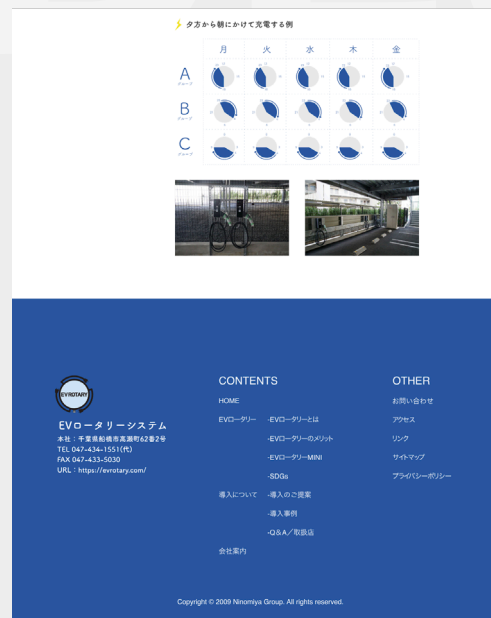 夕方から朝にかけて充電する例
月 火 水 木 金
A
グループ
B
グループ
C
グループ
EVROTARY
EVロータリーシステム
本社：千葉県船橋市高瀬町62番2号
TEL 047-434-1551(代)
FAX 047-433-5030
URL：https://evrotary.com/
CONTENTS
HOME
EVロータリー -EVロータリーとは
-EVロータリーのメリット
-EVロータリーMINI
-SDGs
導入について -導入のご提案
-導入事例
-Q&A／取扱店
会社案内
OTHER
お問い合わせ
アクセス
リンク
サイトマップ
プライバシーポリシー
Copyright © 2009 Ninomiya Group. All rights reserved.